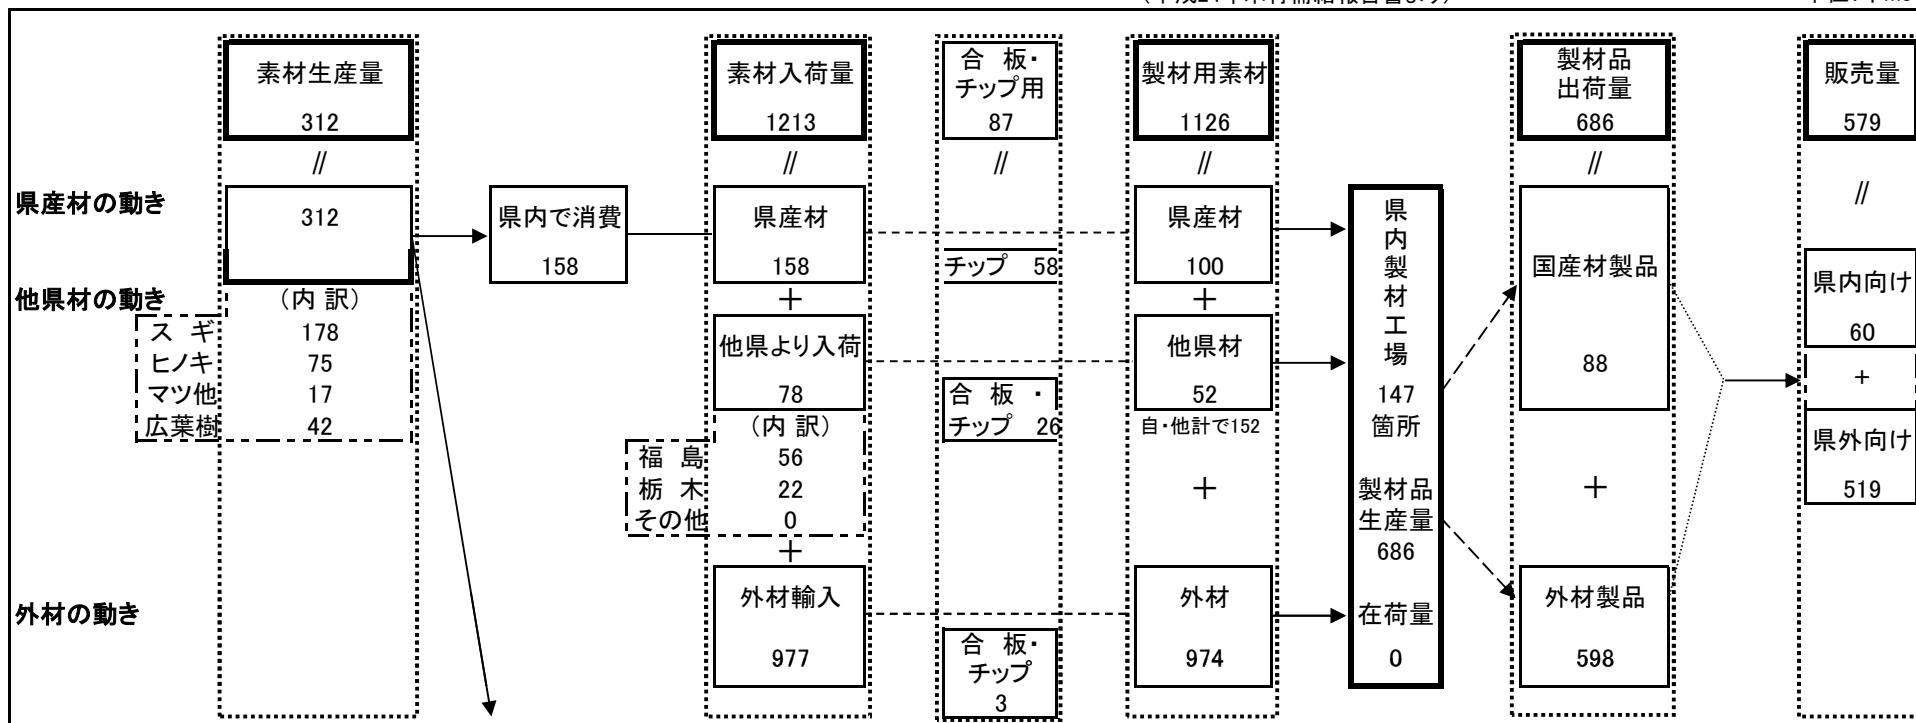 素材生産量
312
//
312
(内 訳)
スギ 178
ヒノキ 75
マツ他 17
広葉樹 42
県産材の動き
他県材の動き
外材の動き
県内で消費
158
素材入荷量
1213
//
県産材
158
+
他県より入荷
78
(内 訳)
福 島 56
栃 木 22
その他 0
+
外材輸入
977
合 板・
チップ用
87
//
チップ 58
合 板 ・
チップ 26
合 板・
チップ
3
製材用素材
1126
//
県産材
100
+
他県材
52
自・他計で152
+
外材
974
県
内
製
材
工
場
147
箇所
製材品
生産量
686
在荷量
0
製材品
出荷量
686
//
国産材製品
88
+
外材製品
598
販売量
579
//
県内向け
60
+
県外向け
519